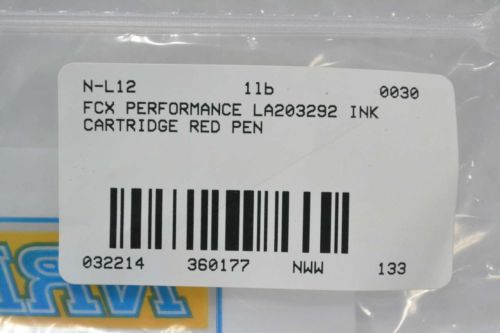 N-L12 1lb 0030
FCX PERFORMANCE LA203292 INK
CARTRIDGE RED PEN
032214 360177 NWW 133